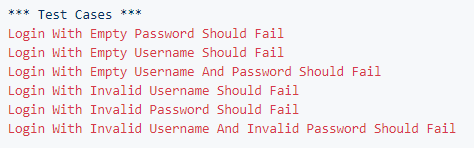 *** Test Cases ***
Login With Empty Password Should Fail
Login With Empty Username Should Fail
Login With Empty Username And Password Should Fail
Login With Invalid Username Should Fail
Login With Invalid Password Should Fail
Login With Invalid Username And Invalid Password Should Fail